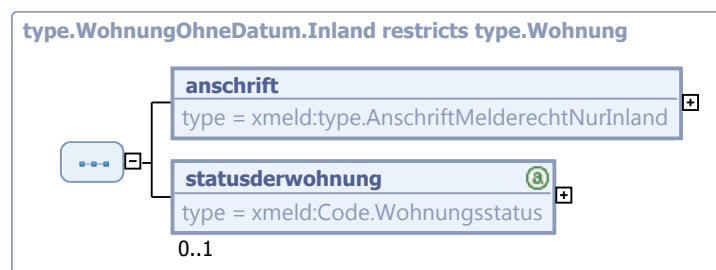 type.WohnungOhneDatum.Inland restricts type.Wohnung
anschrift
type = xmeld:type.AnschriftMelderechtNurInland
statusderwohnung a
type = xmeld:Code.Wohnungsstatus
0..1